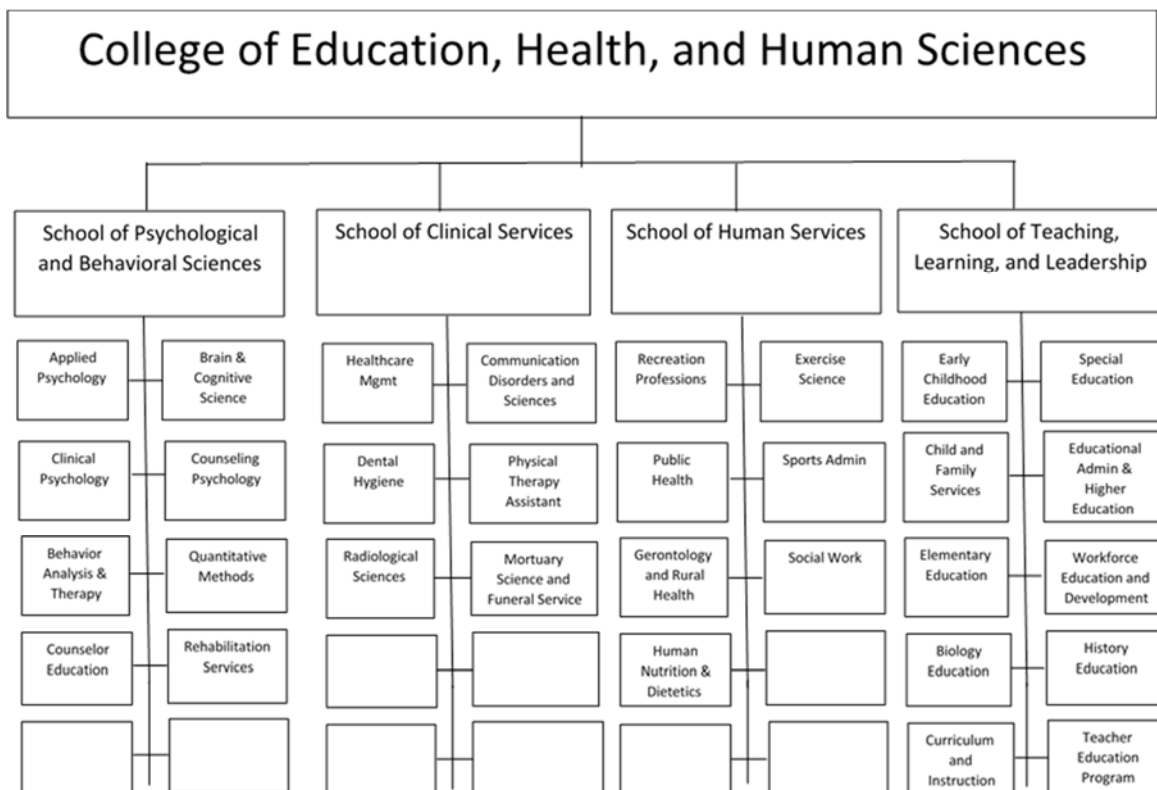 College of Education, Health, and Human Sciences
School of Psychological
and Behavioral Sciences
School of Clinical Services
School of Human Services
School of Teaching,
Learning, and Leadership
Applied
Psychology
Brain &
Cognitive
Science
Healthcare
Mgmt
Communication
Disorders and
Sciences
Recreation
Professions
Exercise
Science
Early
Childhood
Education
Special
Education
Clinical
Psychology
Counseling
Psychology
Dental
Hygiene
Physical
Therapy
Assistant
Public
Health
Sports Admin
Child and
Family
Services
Educational
Admin &
Higher
Education
Behavior
Analysis &
Therapy
Quantitative
Methods
Radiological
Sciences
Mortuary
Science and
Funeral Service
Gerontology
and Rural
Health
Social Work
Elementary
Education
Workforce
Education and
Development
Counselor
Education
Rehabilitation
Services
Human
Nutrition &
Dietetics
Biology
Education
History
Education
Curriculum
and
Instruction
Teacher
Education
Program